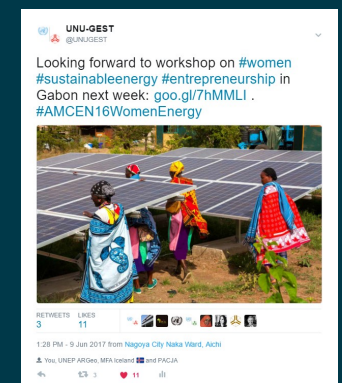 UNU-GEST
@UNUGEST
Looking forward to workshop on #women
#sustainableenergy #entrepreneurship in
Gabon next week: goo.gl/7hMMLI .
#AMCEN16WomenEnergy
RETWEETS LIKES
3 11
1:28 PM - 9 Jun 2017 from Nagoya City Naka Ward, Aichi
You, UNEP ARGeo, MFA Iceland and PACJA
3 11